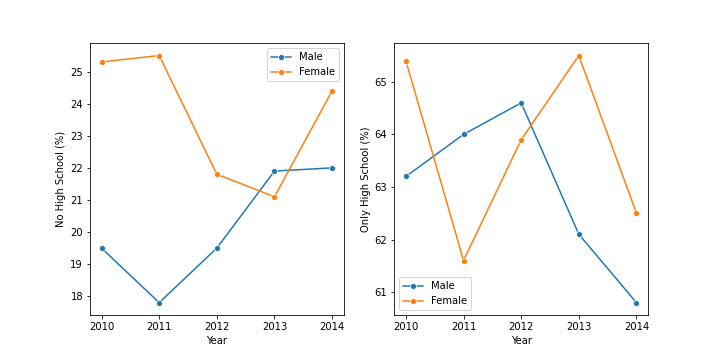 No High School (%)
25
24
23
22
21
20
19
18
2010 2011 2012 2013 2014
Year
Male
Female
Only High School (%)
65
64
63
62
61
2010 2011 2012 2013 2014
Year
Male
Female